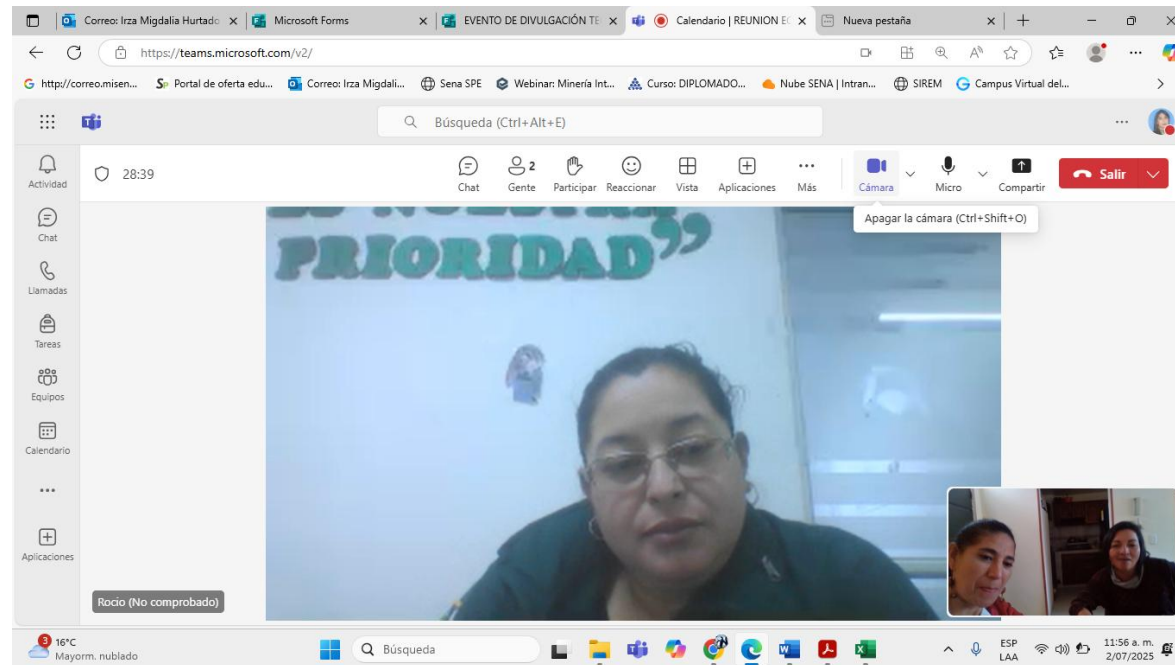 Correo: Irza Migdalia Hurtado
Microsoft Forms
EVENTO DE DIVULGACIÓN TE
Calendario | REUNION EC
Nueva pestaña
https://teams.microsoft.com/v2/
http://correo.misen...
Portal de oferta edu...
Correo: Irza Migdali...
Sena SPE
Webinar: Minería Int...
Curso: DIPLOMADO...
Nube SENA | Intran...
SIREM
Campus Virtual del...
Búsqueda (Ctrl+Alt+E)
28:39
2
Chat
Gente
Participar
Reaccionar
Vista
Aplicaciones
Más
Cámara
Micro
Compartir
Salir
Apagar la cámara (Ctrl+Shift+O)
Actividad
Chat
Llamadas
Tareas
Equipos
Calendario
Aplicaciones
PRIORIDAD”
Rocio (No comprobado)
3
16°C
Mayorm. nublado
Búsqueda
ESP
LAA
11:56 a. m.
2/07/2025